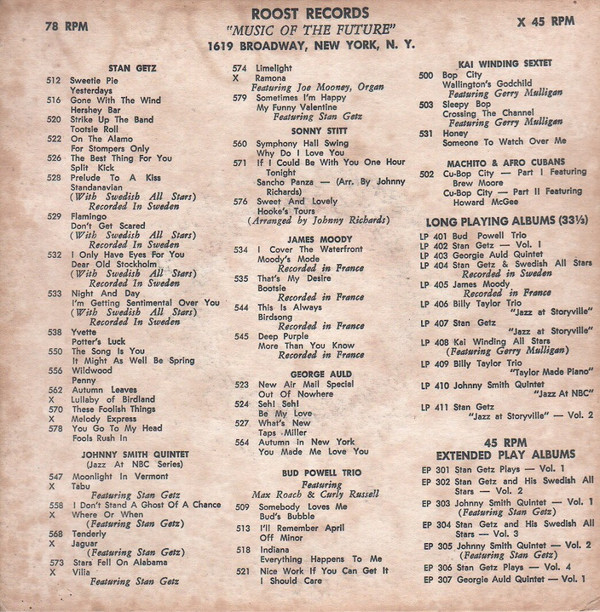 78 RPM
ROOST RECORDS
"MUSIC OF THE FUTURE"
1619 BROADWAY, NEW YORK, N. Y.
X 45 RPM
STAN GETZ
512 Sweetie Pie
Yesterdays
516 Gone With The Wind
Hershey Bar
520 Strike Up The Band
Tootsie Roll
522 On The Alamo
For Stompers Only
526 The Best Thing For You
Split Kick
528 Prelude To A Kiss
Standanavian
(With Swedish All Stars)
Recorded In Sweden
529 Flamingo
Don't Get Scared
(With Swedish All Stars)
Recorded In Sweden
532 I Only Have Eyes For You
Dear Old Stockholm
(With Swedish All Stars)
Recorded In Sweden
533 Night And Day
I'm Getting Sentimental Over You
(With Swedish All Stars)
Recorded In Sweden
538 Yvette
Potter's Luck
550 The Song Is You
It Might As Well Be Spring
556 Wildwood
Penny
562 Autumn Leaves
X Lullaby of Birdland
570 These Foolish Things
X Melody Express
578 You Go To My Head
Fools Rush In
JOHNNY SMITH QUINTET
(Jazz At NBC Series)
547 Moonlight In Vermont
X Tabu
Featuring Stan Getz
558 I Don't Stand A Ghost Of A Chance
X Where Or When
(Featuring Stan Getz)
568 Tenderly
X Jaguar
(Featuring Stan Getz)
573 Stars Fell On Alabama
X Villa
Featuring Stan Getz
574 Limelight
X Ramona
Featuring Joe Mooney, Organ
579 Sometimes I'm Happy
My Funny Valentine
Featuring Stan Getz
SONNY STITT
560 Symphony Hall Swing
Why Do I Love You
571 If I Could Be With You One Hour
Tonight
Sancho Panza — (Arr. By Johnny
Richards)
576 Sweet And Lovely
Hooke's Tours
(Arranged by Johnny Richards)
JAMES MOODY
534 I Cover The Waterfront
Moody's Mode
Recorded in France
535 That's My Desire
Bootsie
Recorded in France
544 This Is Always
Birdsong
Recorded in France
545 Deep Purple
More Than You Know
Recorded in France
GEORGE AULD
523 New Air Mail Special
Out Of Nowhere
524 Seh! Seh!
Be My Love
527 What's New
Taps Miller
564 Autumn In New York
You Made Me Love You
BUD POWELL TRIO
Featuring
Max Roach & Curly Russell
509 Somebody Loves Me
Bud's Bubble
513 I'll Remember April
Off Minor
518 Indiana
Everything Happens To Me
521 Nice Work If You Can Get It
I Should Care
KAI WINDING SEXTET
500 Bop City
Wallington's Godchild
Featuring Gerry Mulligan
503 Sleepy Bop
Crossing The Channel
Featuring Gerry Mulligan
531 Honey
Someone To Watch Over Me
MACHITO & AFRO CUBANS
502 Cu-Bop City — Part I Featuring
Brew Moore
Cu-Bop City — Part II Featuring
Howard McGee
LONG PLAYING ALBUMS (33⅓)
LP 401 Bud Powell Trio
LP 402 Stan Getz — Vol. 1
LP 403 Georgie Auld Quintet
LP 404 Stan Getz & Swedish All Stars
Recorded in Sweden
LP 405 James Moody
Recorded in France
LP 406 Billy Taylor Trio
"Jazz at Storyville"
LP 407 Stan Getz
"Jazz at Storyville"
LP 408 Kai Winding All Stars
(Featuring Gerry Mulligan)
LP 409 Billy Taylor Trio
"Taylor Made Piano"
LP 410 Johnny Smith Quintet
"Jazz At NBC"
LP 411 Stan Getz
"Jazz at Storyville" — Vol. 2
45 RPM
EXTENDED PLAY ALBUMS
EP 301 Stan Getz Plays — Vol. 1
EP 302 Stan Getz and His Swedish All
Stars — Vol. 2
EP 303 Johnny Smith Quintet — Vol. 1
(Featuring Stan Getz)
EP 304 Stan Getz and His Swedish All
Stars — Vol. 3
EP 305 Johnny Smith Quintet — Vol. 2
(Featuring Stan Getz)
EP 306 Stan Getz Plays — Vol. 4
EP 307 Georgie Auld Quint — Vol. 1